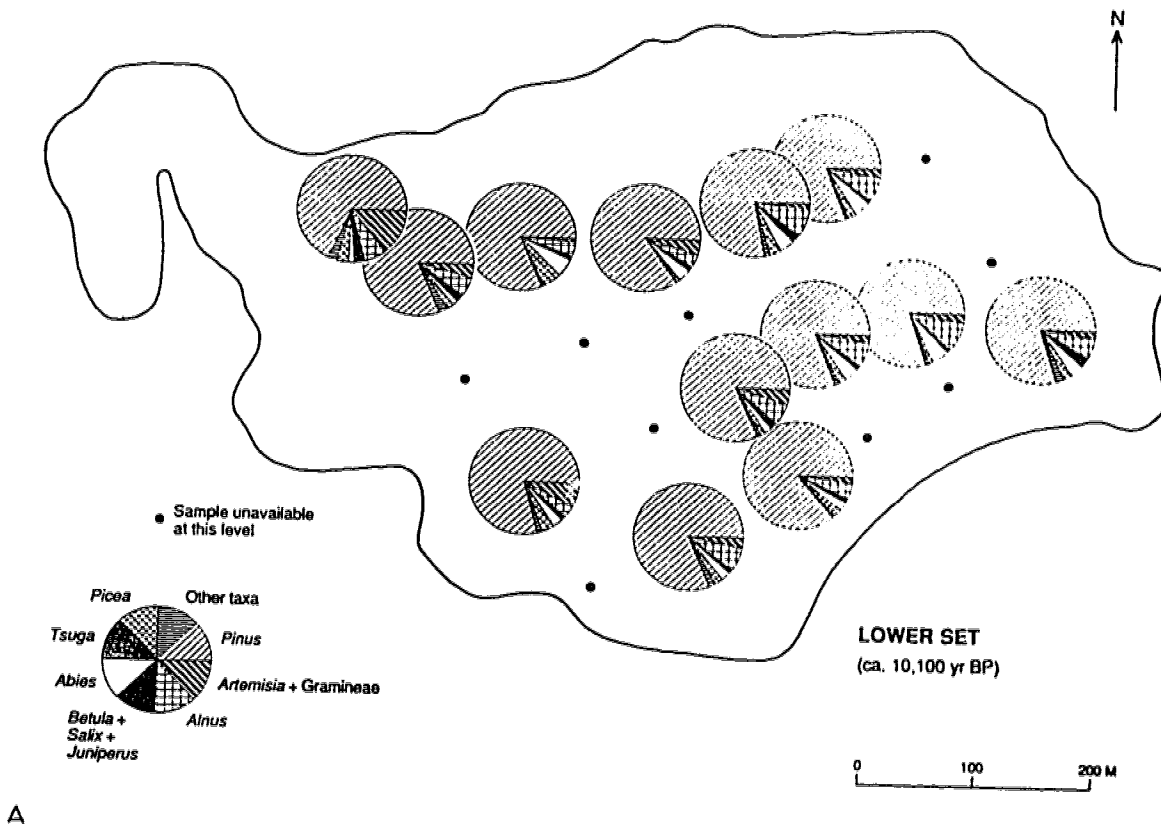 N
Sample unavailable
at this level
Picea
Other taxa
Tsuga
Pinus
Abies
Artemisia + Gramineae
Betula +
Salix +
Juniperus
Alnus
LOWER SET
(ca. 10,100 yr BP)
0 100 200 M
A